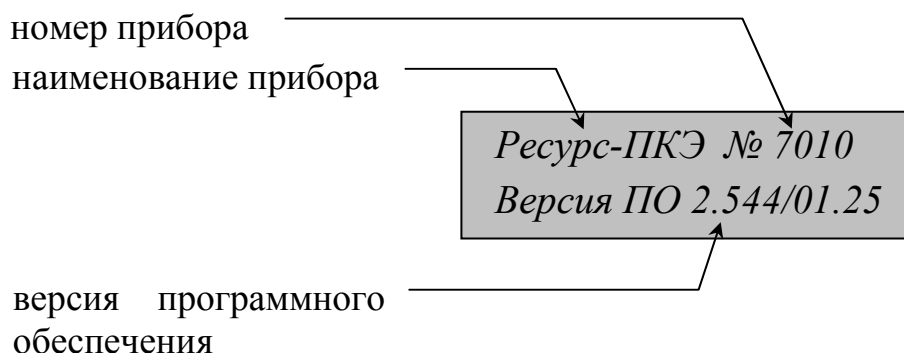 номер прибора
наименование прибора
Ресурс-ПКЭ № 7010
Версия ПО 2.544/01.25
версия программного
обеспечения